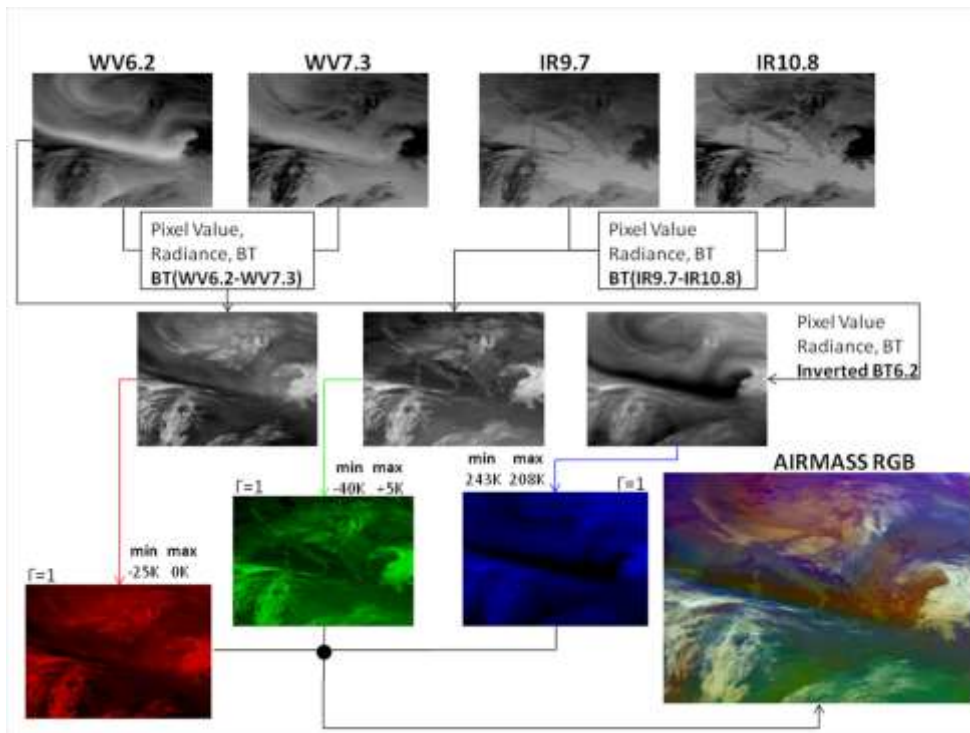 WV6.2
WV7.3
IR9.7
IR10.8
Pixel Value,
Radiance, BT
BT(WV6.2-WV7.3)
Pixel Value
Radiance, BT
BT(IR9.7-IR10.8)
Pixel Value
Radiance, BT
Inverted BT6.2
min max
-40K +5K
Γ=1
min max
243K 208K
Γ=1
AIRMASS RGB
min max
-25K 0K
Γ=1